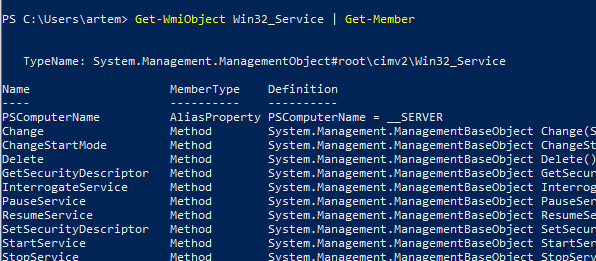 PS C:\Users\artem> Get-WmiObject Win32_Service | Get-Member
TypeName: System.Management.ManagementObject#root\cimv2\Win32_Service
Name MemberType Definition
---- ---------- ----------
PSComputerName AliasProperty PSComputerName = __SERVER
Change Method System.Management.ManagementBaseObject Change(S
ChangeStartMode Method System.Management.ManagementBaseObject ChangeSt
Delete Method System.Management.ManagementBaseObject Delete()
GetSecurityDescriptor Method System.Management.ManagementBaseObject GetSecur
InterrogateService Method System.Management.ManagementBaseObject Interrog
PauseService Method System.Management.ManagementBaseObject PauseSer
ResumeService Method System.Management.ManagementBaseObject ResumeSe
SetSecurityDescriptor Method System.Management.ManagementBaseObject SetSecur
StartService Method System.Management.ManagementBaseObject StartSer
StopService Method System.Management.ManagementBaseObject StopServ